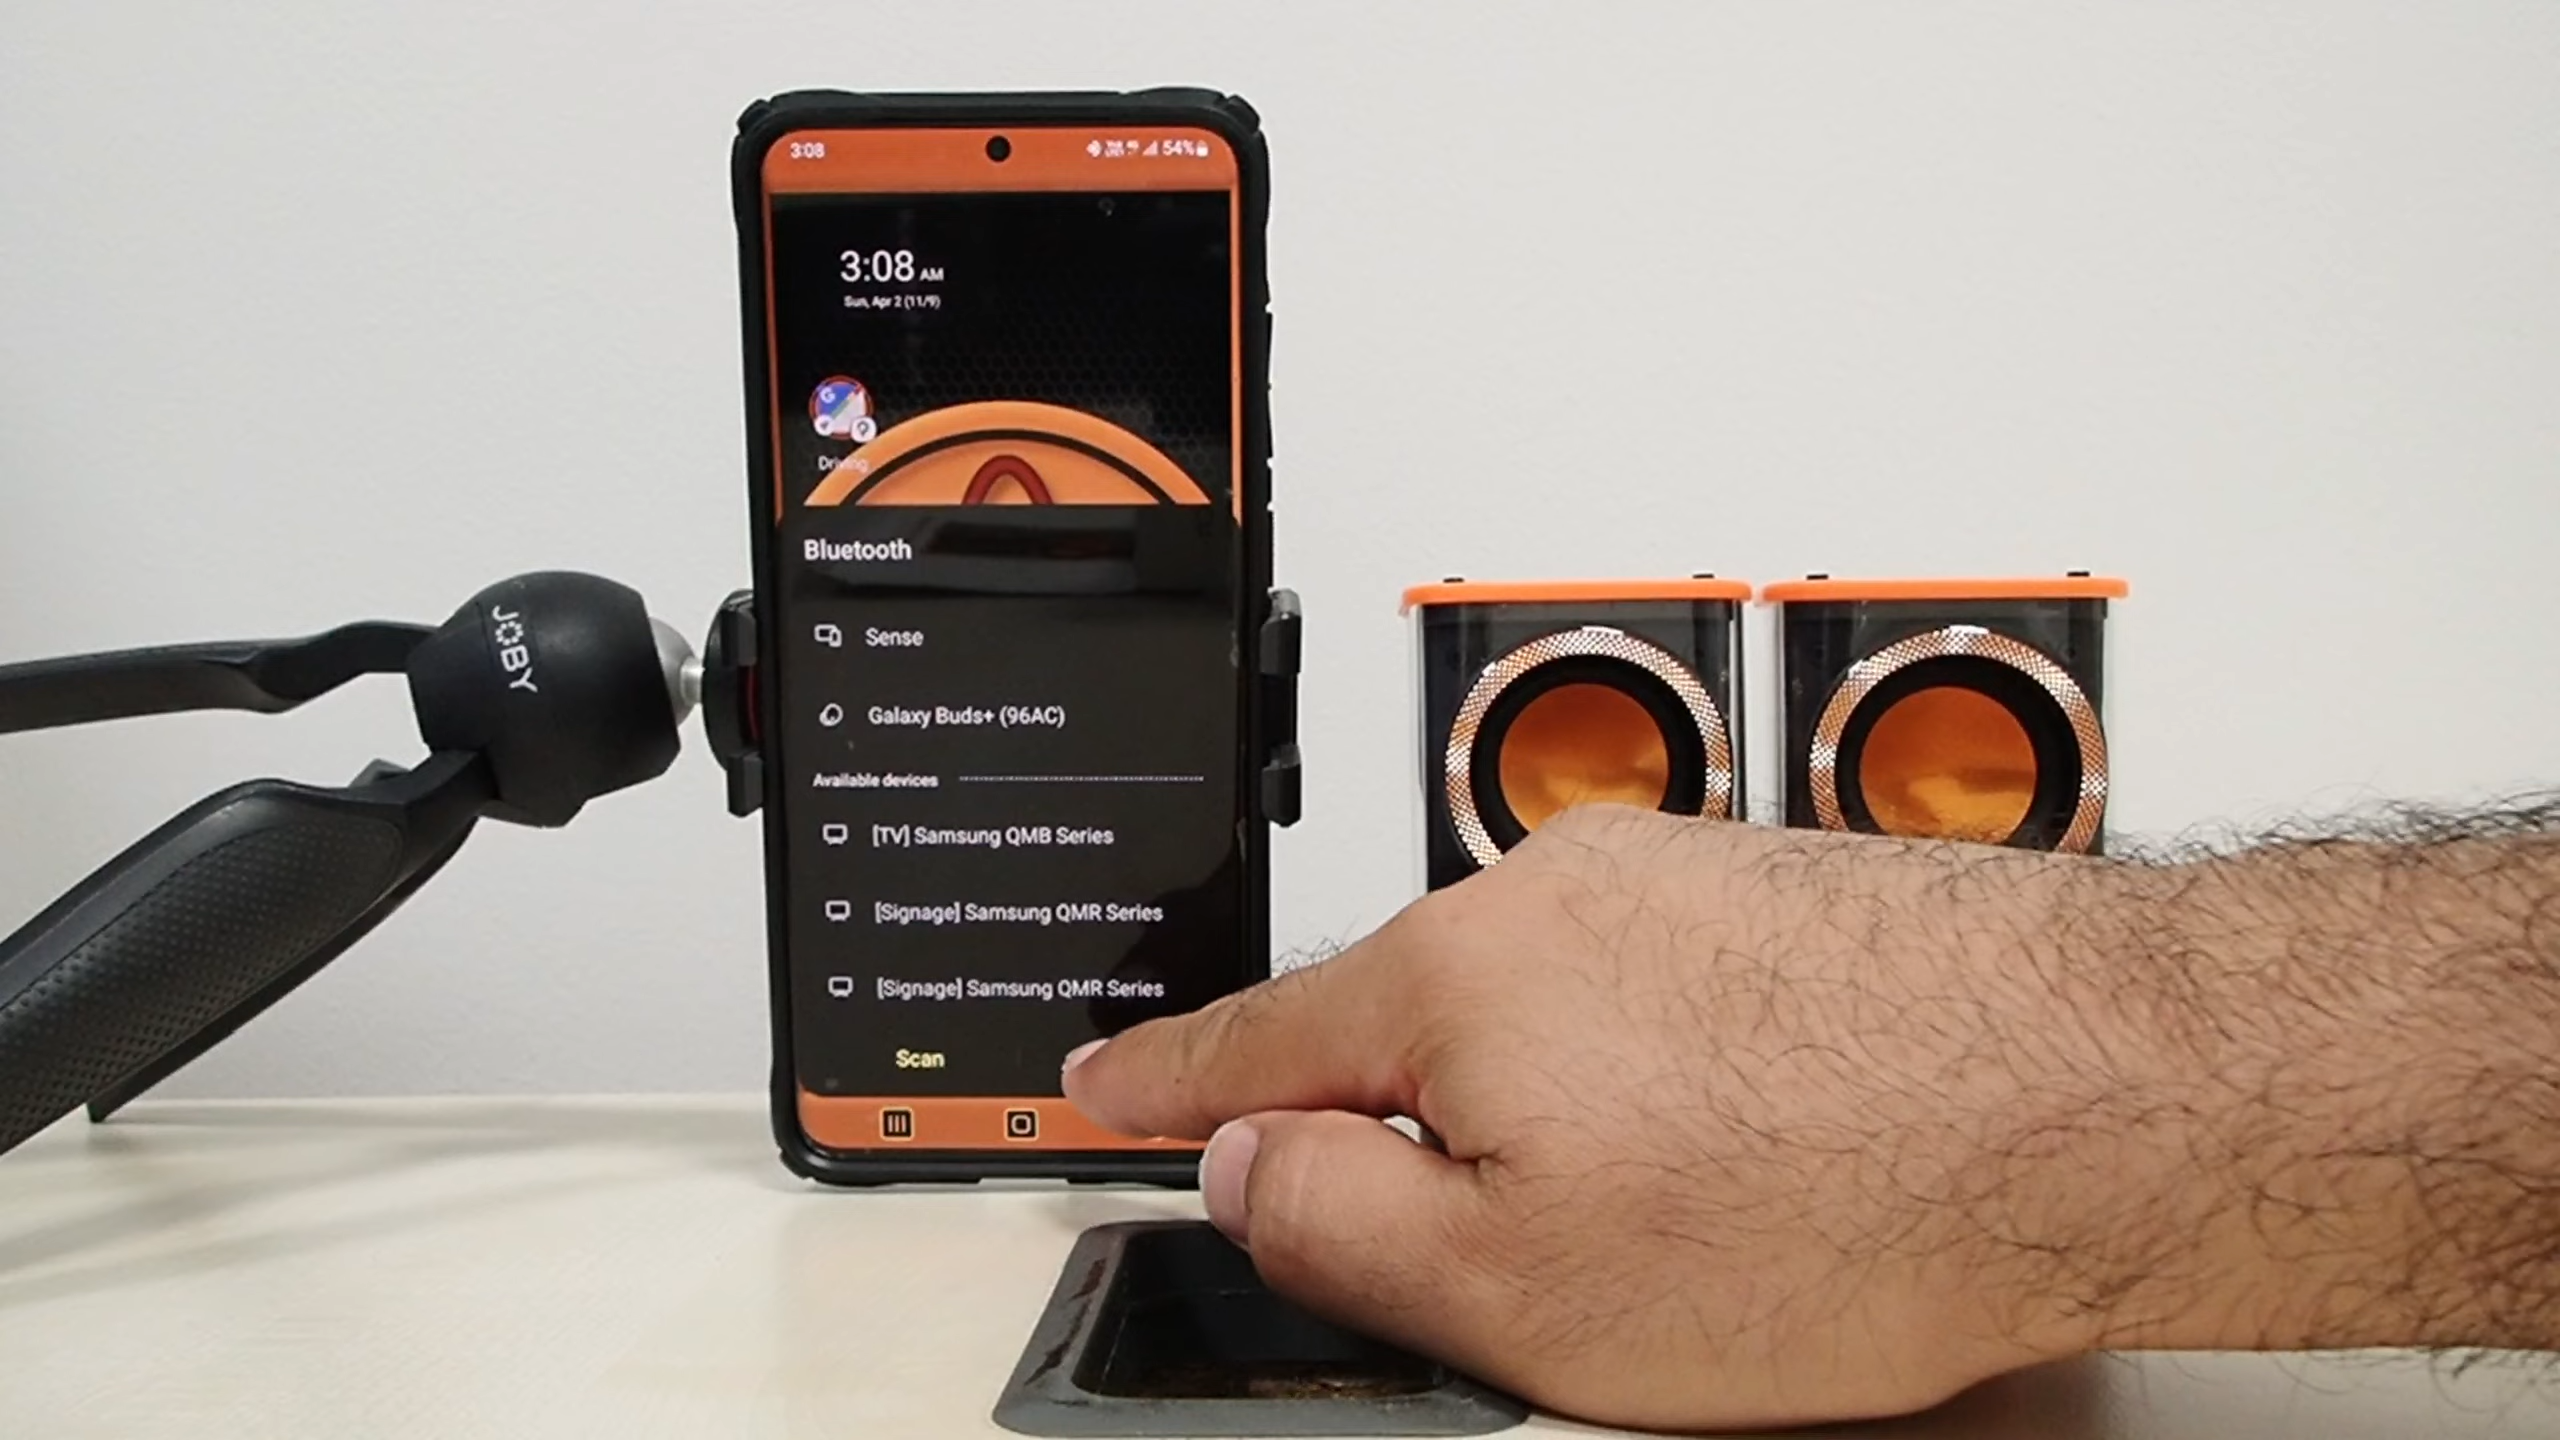 3:08
54%
3:08 AM
Sun, Apr 2 (11/9)
G
Driving
Bluetooth
JOBY
Sense
Galaxy Buds+ (96AC)
Available devices
[TV] Samsung QMB Series
[Signage] Samsung QMR Series
[Signage] Samsung QMR Series
Scan